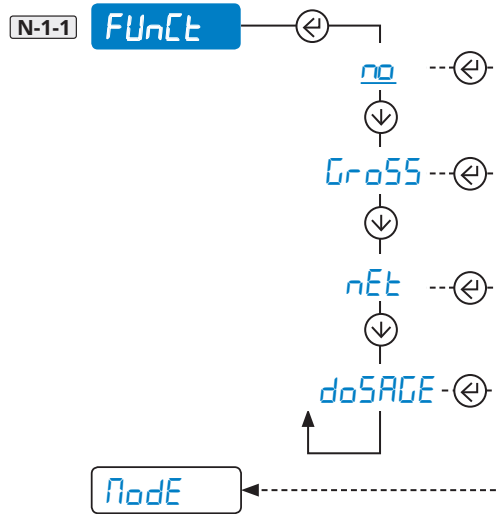 N-1-1 FUnCt
no
GroSS
nEt
doSAGE
ModE